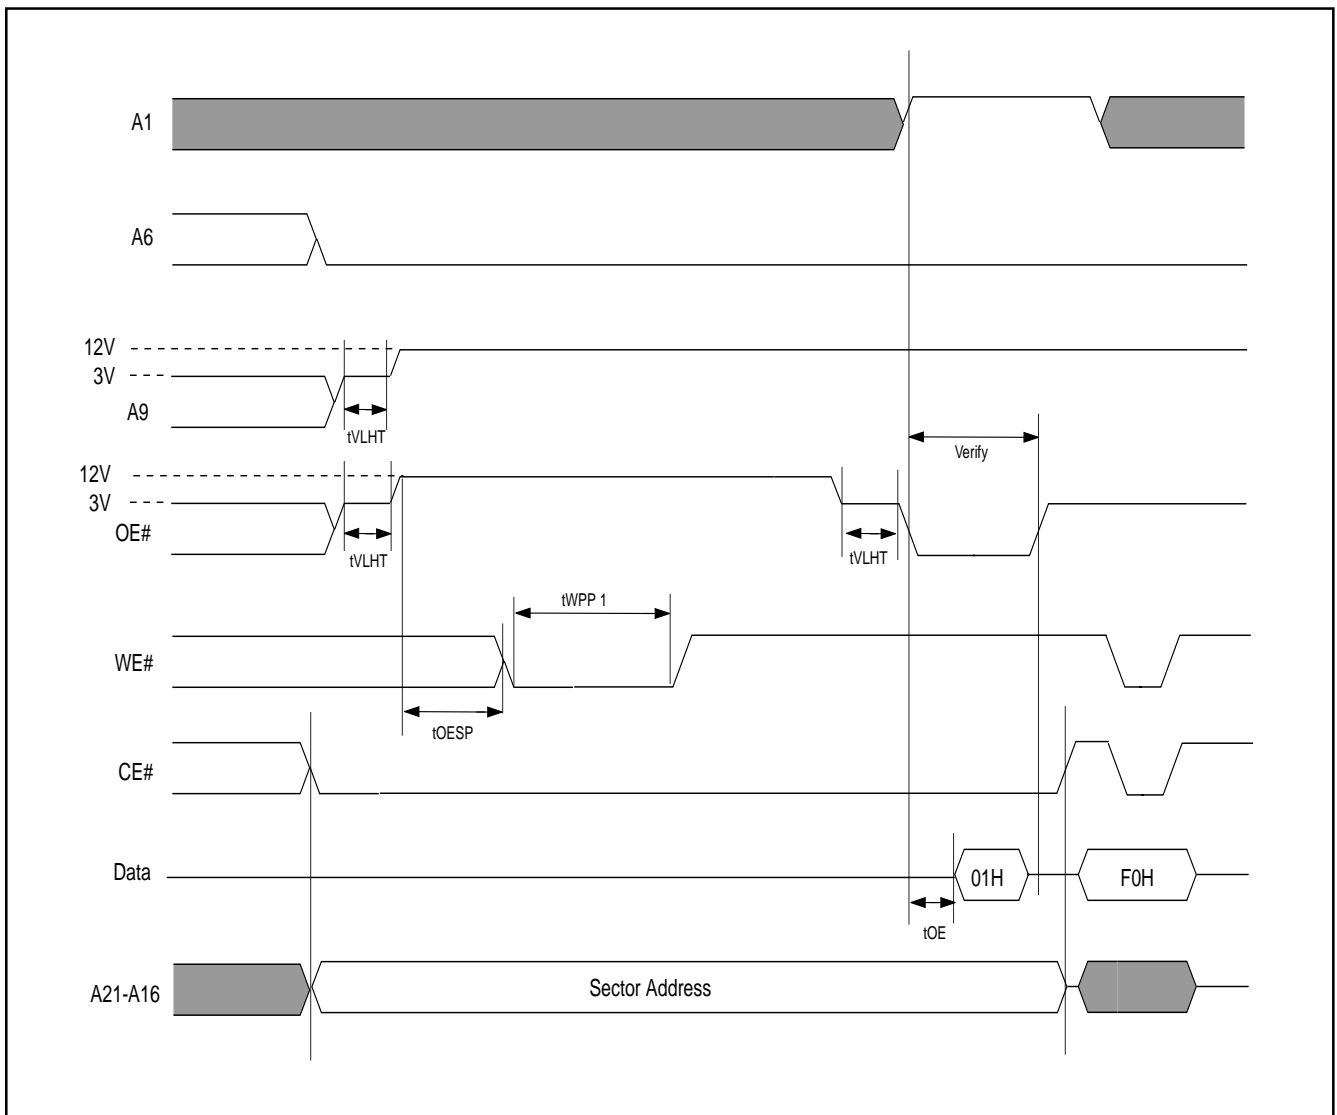 A1
A6
12V
3V
A9
tVLHT
Verify
12V
3V
OE#
tVLHT
tVLHT
tWPP 1
WE#
tOESP
CE#
Data
01H
F0H
tOE
A21-A16
Sector Address